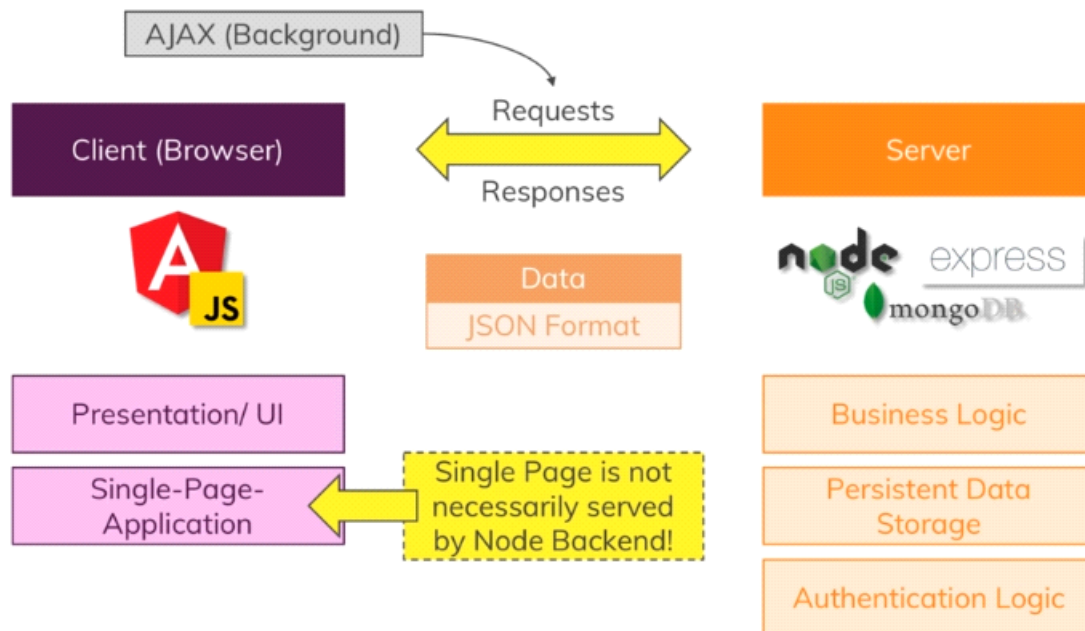 AJAX (Background)
Requests
Client (Browser)
Server
Responses
A
JS
node
JS
express
mongoDB
Data
JSON Format
Presentation/ UI
Business Logic
Single-Page-
Application
Single Page is not
necessarily served
by Node Backend!
Persistent Data
Storage
Authentication Logic